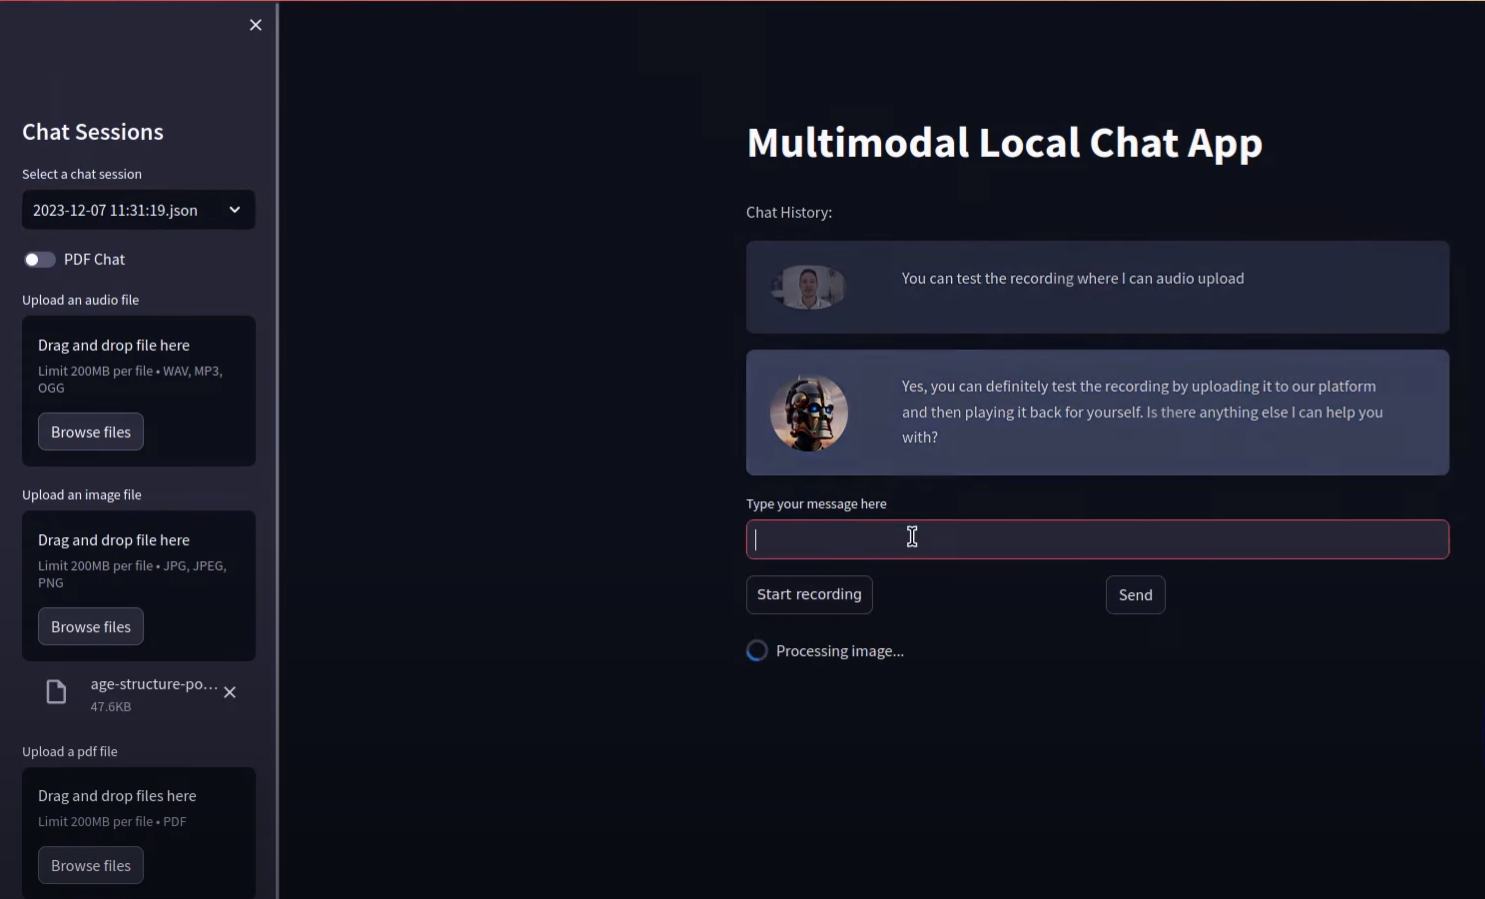 Chat Sessions
Select a chat session
2023-12-07 11:31:19.json
PDF Chat
Upload an audio file
Drag and drop file here
Limit 200MB per file • WAV, MP3,
OGG
Browse files
Upload an image file
Drag and drop file here
Limit 200MB per file • JPG, JPEG,
PNG
Browse files
age-structure-po...
47.6KB
Upload a pdf file
Drag and drop files here
Limit 200MB per file • PDF
Browse files
Multimodal Local Chat App
Chat History:
You can test the recording where I can audio upload
Yes, you can definitely test the recording by uploading it to our platform
and then playing it back for yourself. Is there anything else I can help you
with?
Type your message here
Start recording
Send
Processing image...